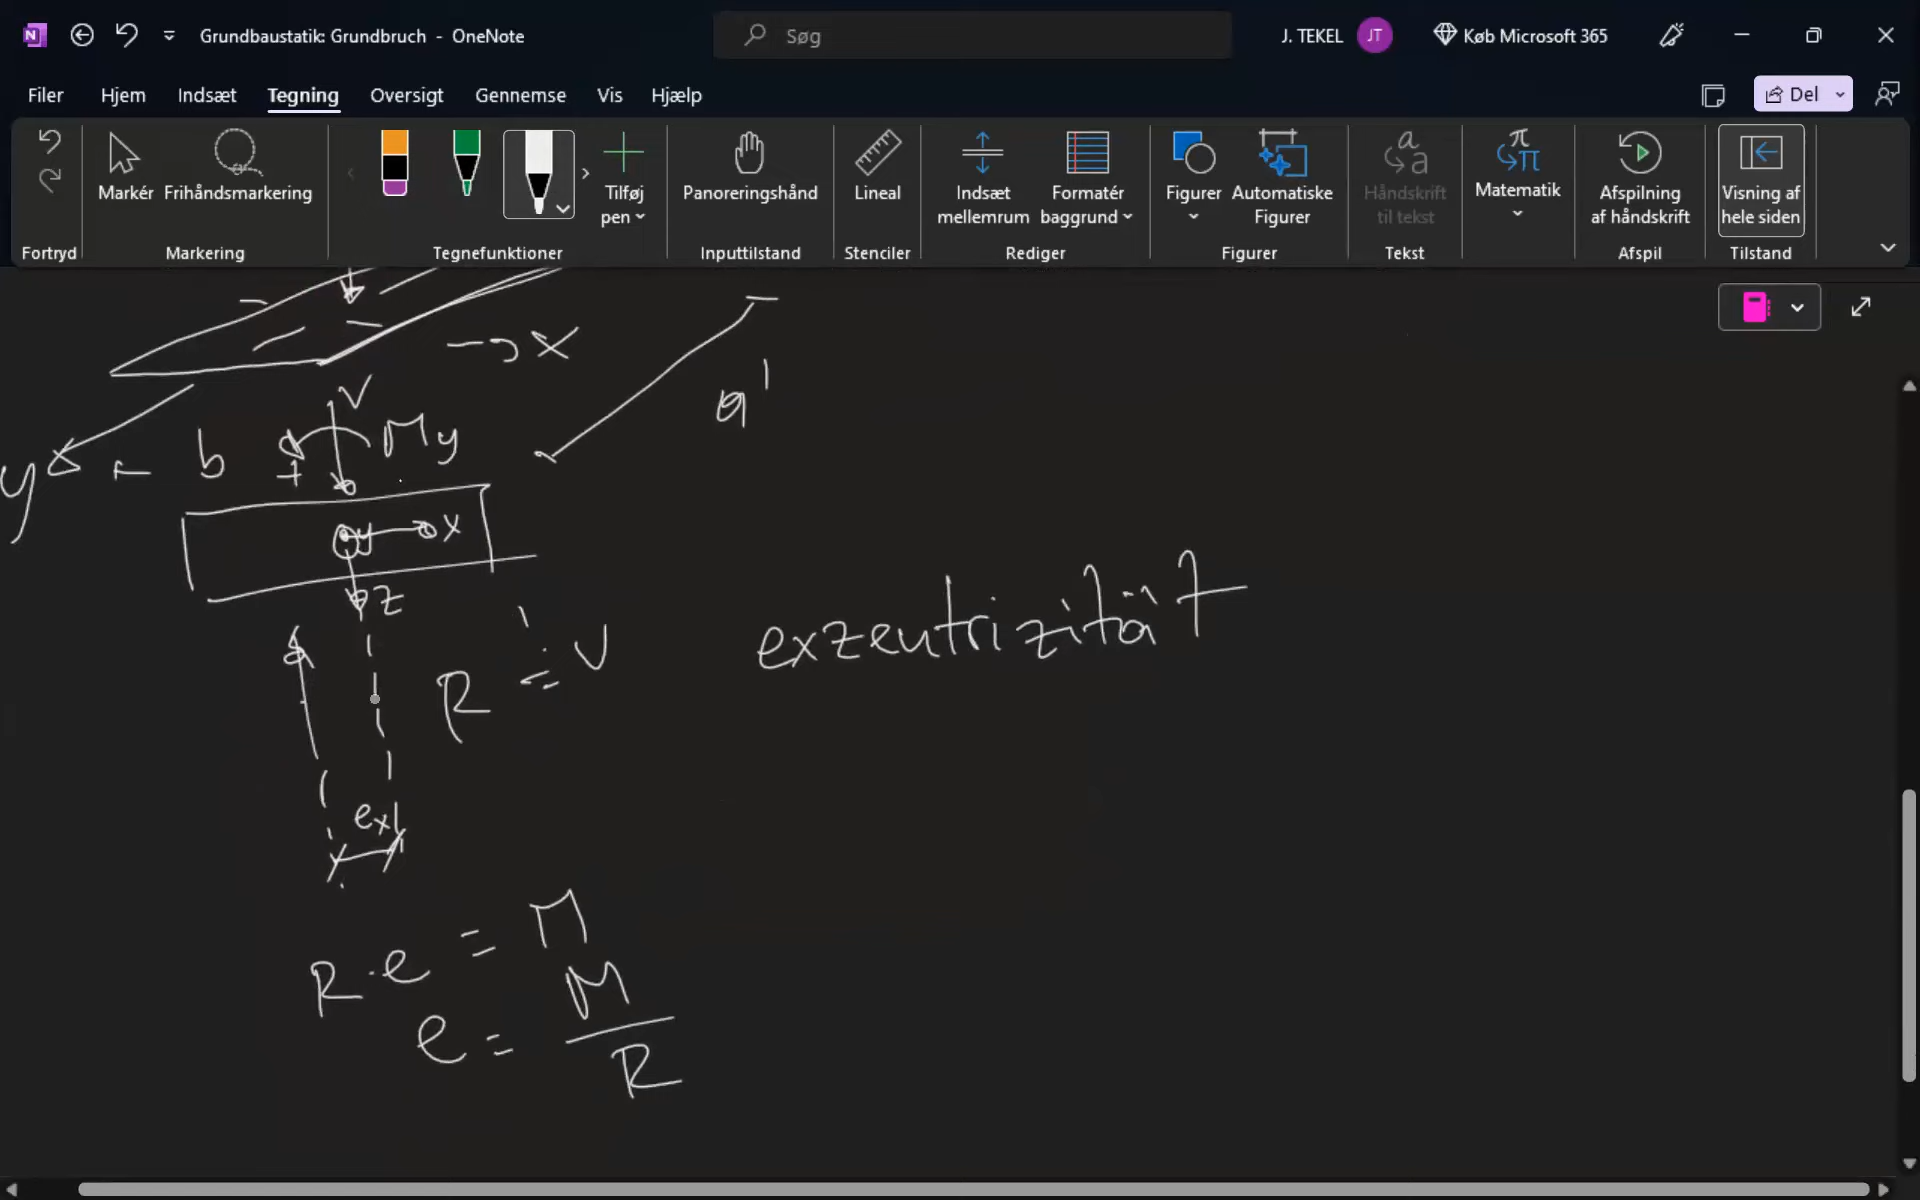 Grundbaustatik: Grundbruch - OneNote
Søg
J. TEKEL
JT
Køb Microsoft 365
Filer
Hjem
Indsæt
Tegning
Oversigt
Gennemse
Vis
Hjælp
Del
Markér
Frihåndsmarkering
Tilføj
pen
Panoreringshånd
Lineal
Indsæt
mellemrum
Formatér
baggrund
Figurer
Automatiske
Figurer
Håndskrift
til tekst
Matematik
Afspilning
af håndskrift
Visning af
hele siden
Fortryd
Markering
Tegnefunktioner
Inputtilstand
Stenciler
Rediger
Figurer
Tekst
Afspil
Tilstand
x
a'
V
y
b
+
My
y
x
z
R = V
exzentrizität
ex
R · e = M
e = M
R